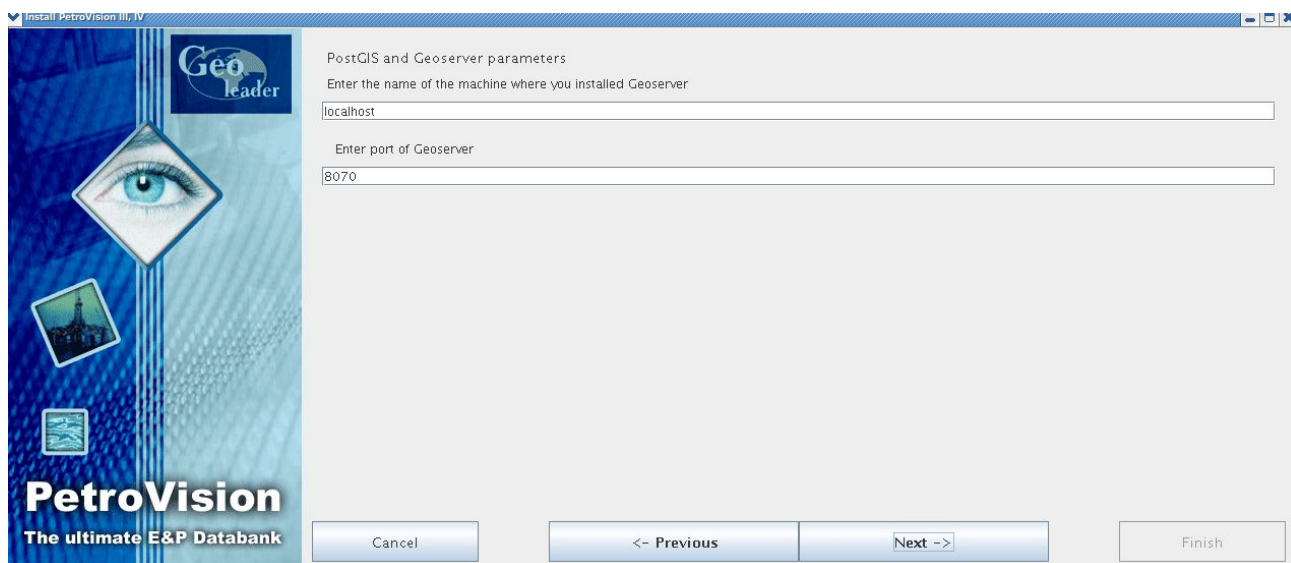 Install PetroVision III, IV
Geo
leader
PostGIS and Geoserver parameters
Enter the name of the machine where you installed Geoserver
localhost
Enter port of Geoserver
8070
PetroVision
The ultimate E&P Databank
Cancel
<- Previous
Next ->
Finish